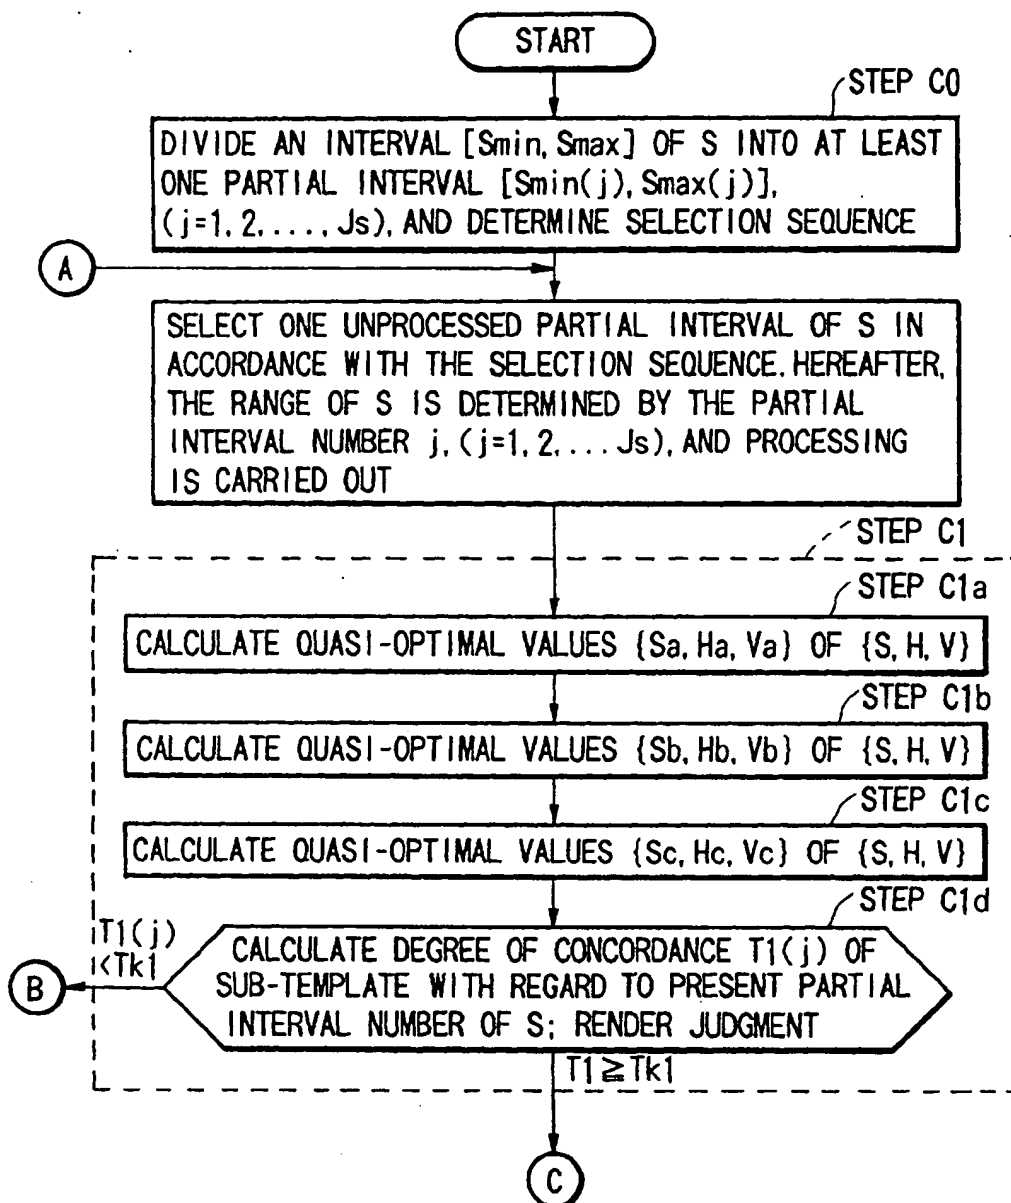 START
STEP C0
DIVIDE AN INTERVAL [Smin, Smax] OF S INTO AT LEAST
ONE PARTIAL INTERVAL [Smin(j), Smax(j)],
(j=1, 2, ..., Js), AND DETERMINE SELECTION SEQUENCE
A
SELECT ONE UNPROCESSED PARTIAL INTERVAL OF S IN
ACCORDANCE WITH THE SELECTION SEQUENCE. HEREAFTER,
THE RANGE OF S IS DETERMINED BY THE PARTIAL
INTERVAL NUMBER j, (j=1, 2, ... Js), AND PROCESSING
IS CARRIED OUT
STEP C1
STEP C1a
CALCULATE QUASI-OPTIMAL VALUES {Sa, Ha, Va} OF {S, H, V}
STEP C1b
CALCULATE QUASI-OPTIMAL VALUES {Sb, Hb, Vb} OF {S, H, V}
STEP C1c
CALCULATE QUASI-OPTIMAL VALUES {Sc, Hc, Vc} OF {S, H, V}
STEP C1d
T1(j)
<Tk1
B
CALCULATE DEGREE OF CONCORDANCE T1(j) OF
SUB-TEMPLATE WITH REGARD TO PRESENT PARTIAL
INTERVAL NUMBER OF S; RENDER JUDGMENT
T1≧Tk1
C